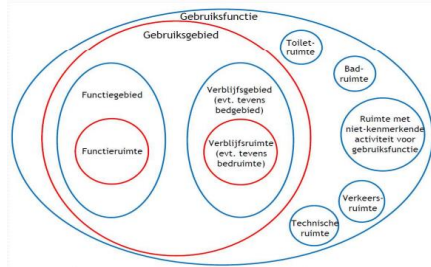 Gebruiksfunctie
Gebruiksgebied
Toilet-
ruimte
Bad-
ruimte
Functiegebied
Verblijfsgebied
(evt. tevens
bedgebied)
Ruimte met
niet-kenmerkende
activiteit voor
gebruiksfunctie
Functieruimte
Verblijfsruimte
(evt. tevens
bedruimte)
Verkeers-
ruimte
Technische
ruimte